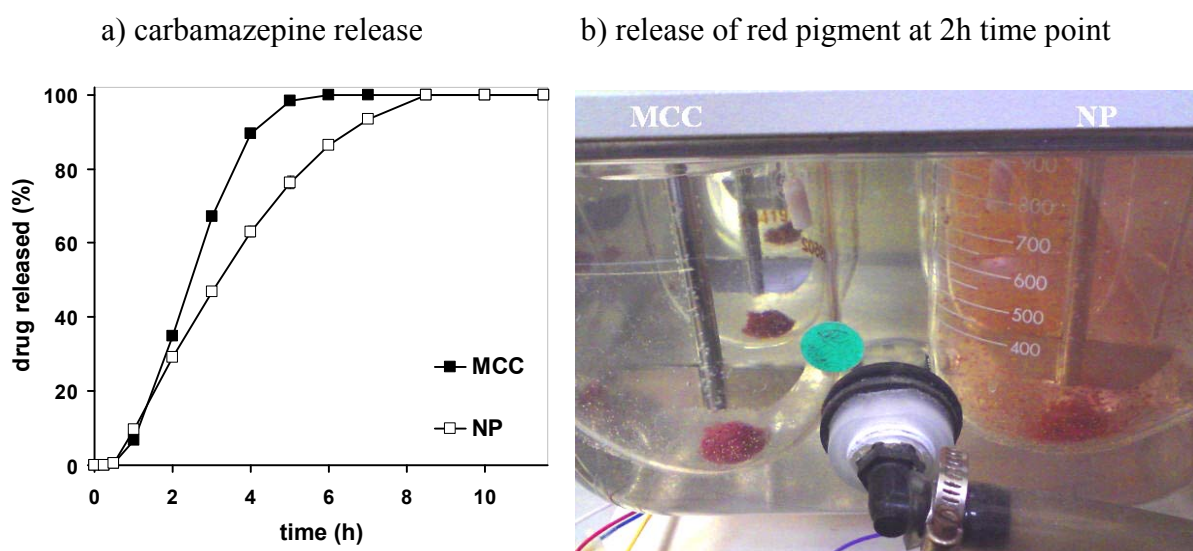 a) carbamazepine release
b) release of red pigment at 2h time point
100
80
60
40
20
0
0
2
4
6
8
10
drug released (%)
time (h)
MCC
NP
MCC
NP
800
700
600
500
400